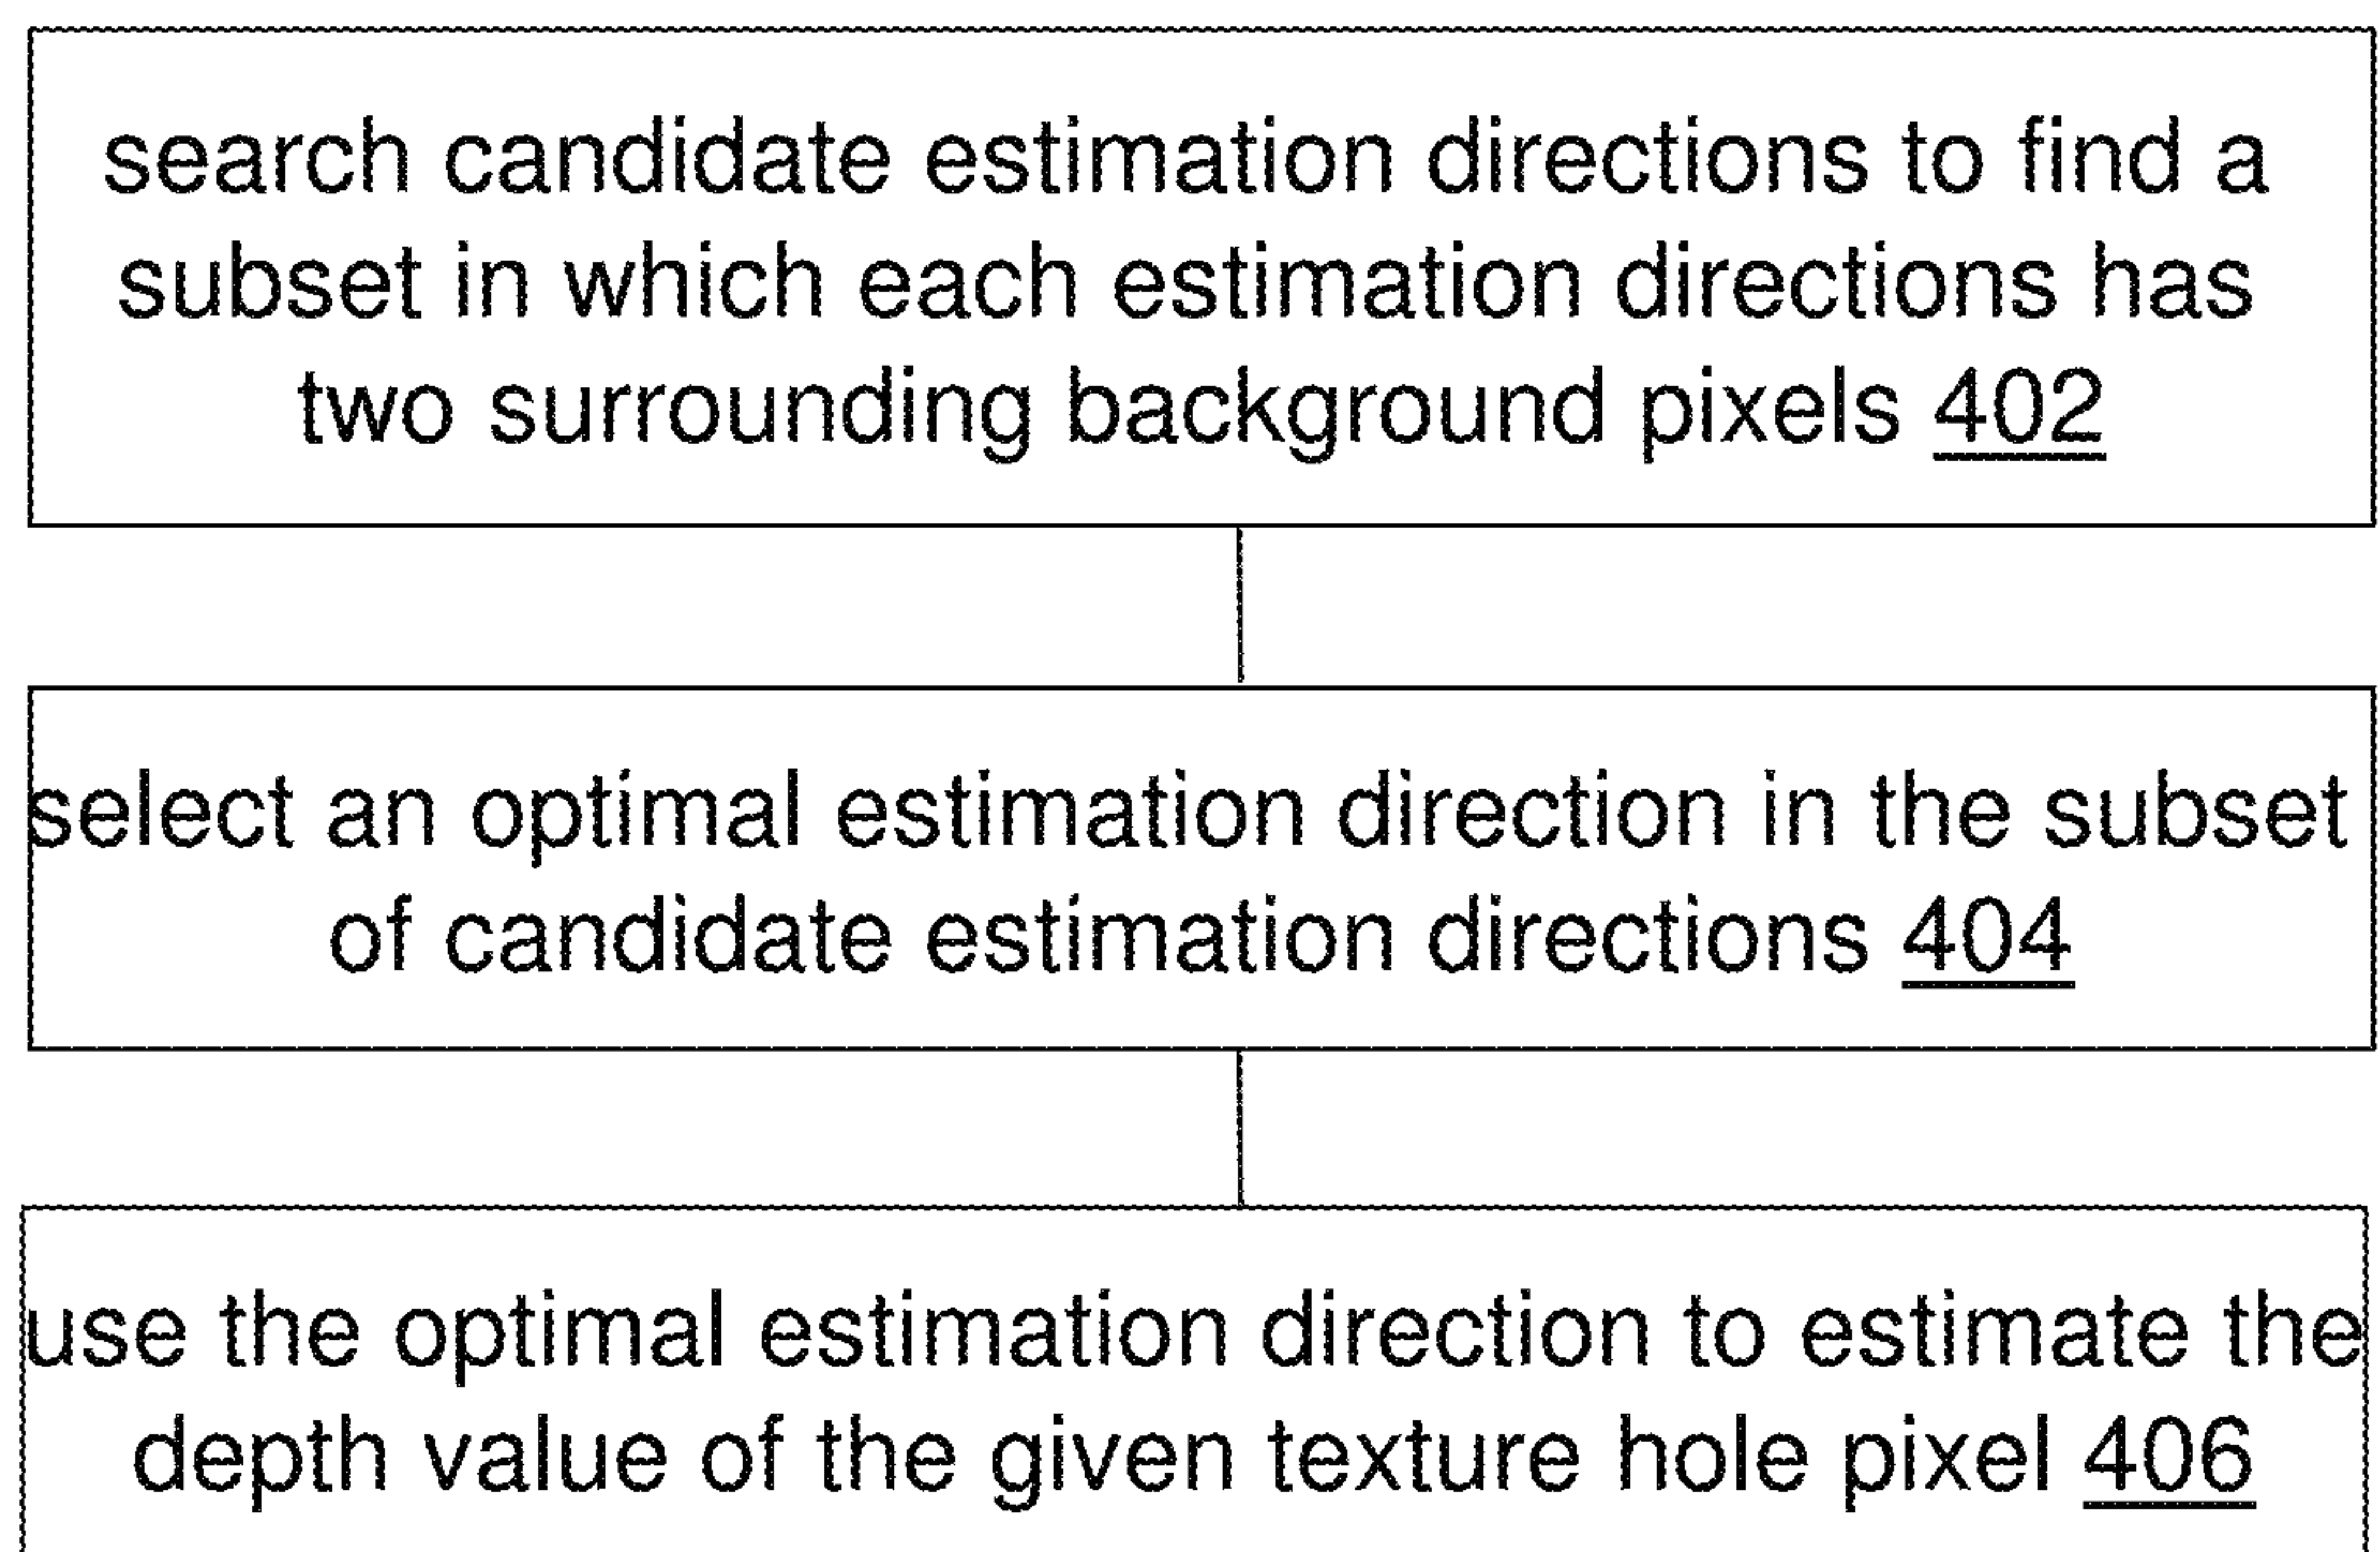 search candidate estimation directions to find a
subset in which each estimation directions has
two surrounding background pixels 402
select an optimal estimation direction in the subset
of candidate estimation directions 404
use the optimal estimation direction to estimate the
depth value of the given texture hole pixel 406